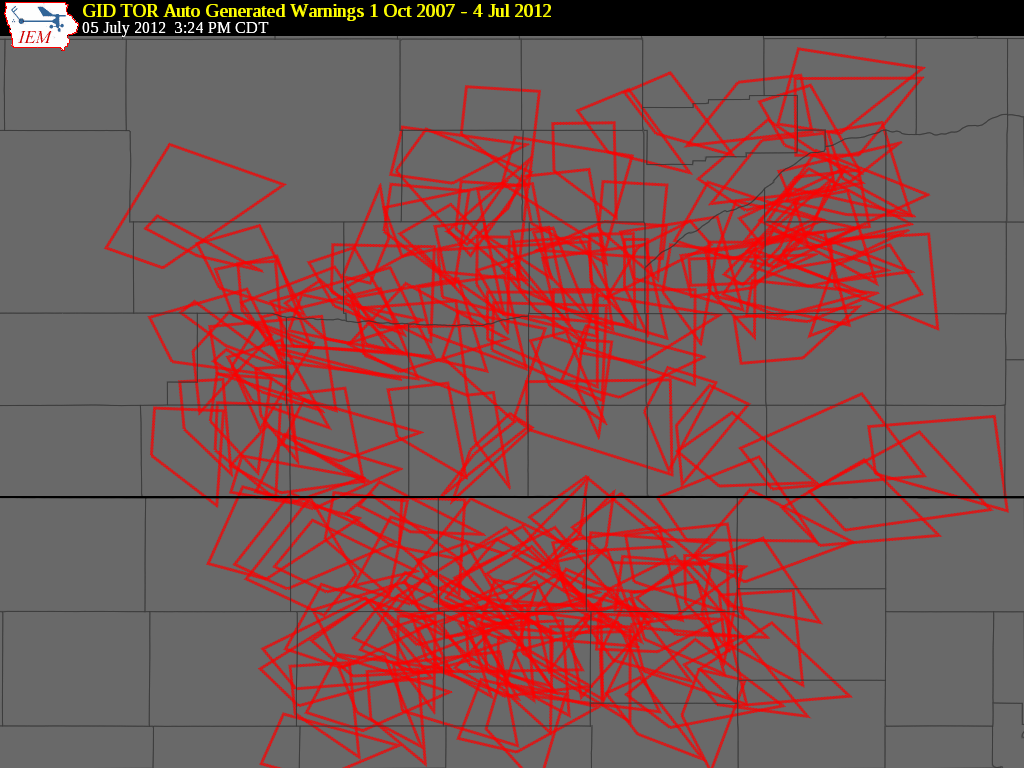 GID TOR Auto Generated Warnings 1 Oct 2007 - 4 Jul 2012
05 July 2012 3:24 PM CDT
IEM